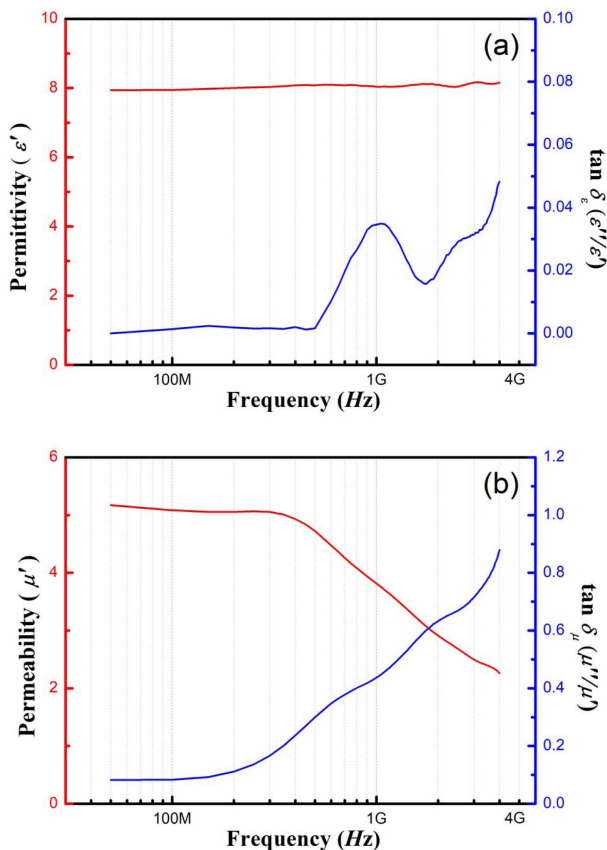 (a)
10
8
6
4
2
0
Permittivity ( ε′ )
0.10
0.08
0.06
0.04
0.02
0.00
tan δε (ε″/ε′)
100M 1G 4G
Frequency (Hz)
(b)
6
4
2
0
Permeability ( μ′ )
1.2
1.0
0.8
0.6
0.4
0.2
0.0
tan δμ (μ″/μ′)
100M 1G 4G
Frequency (Hz)